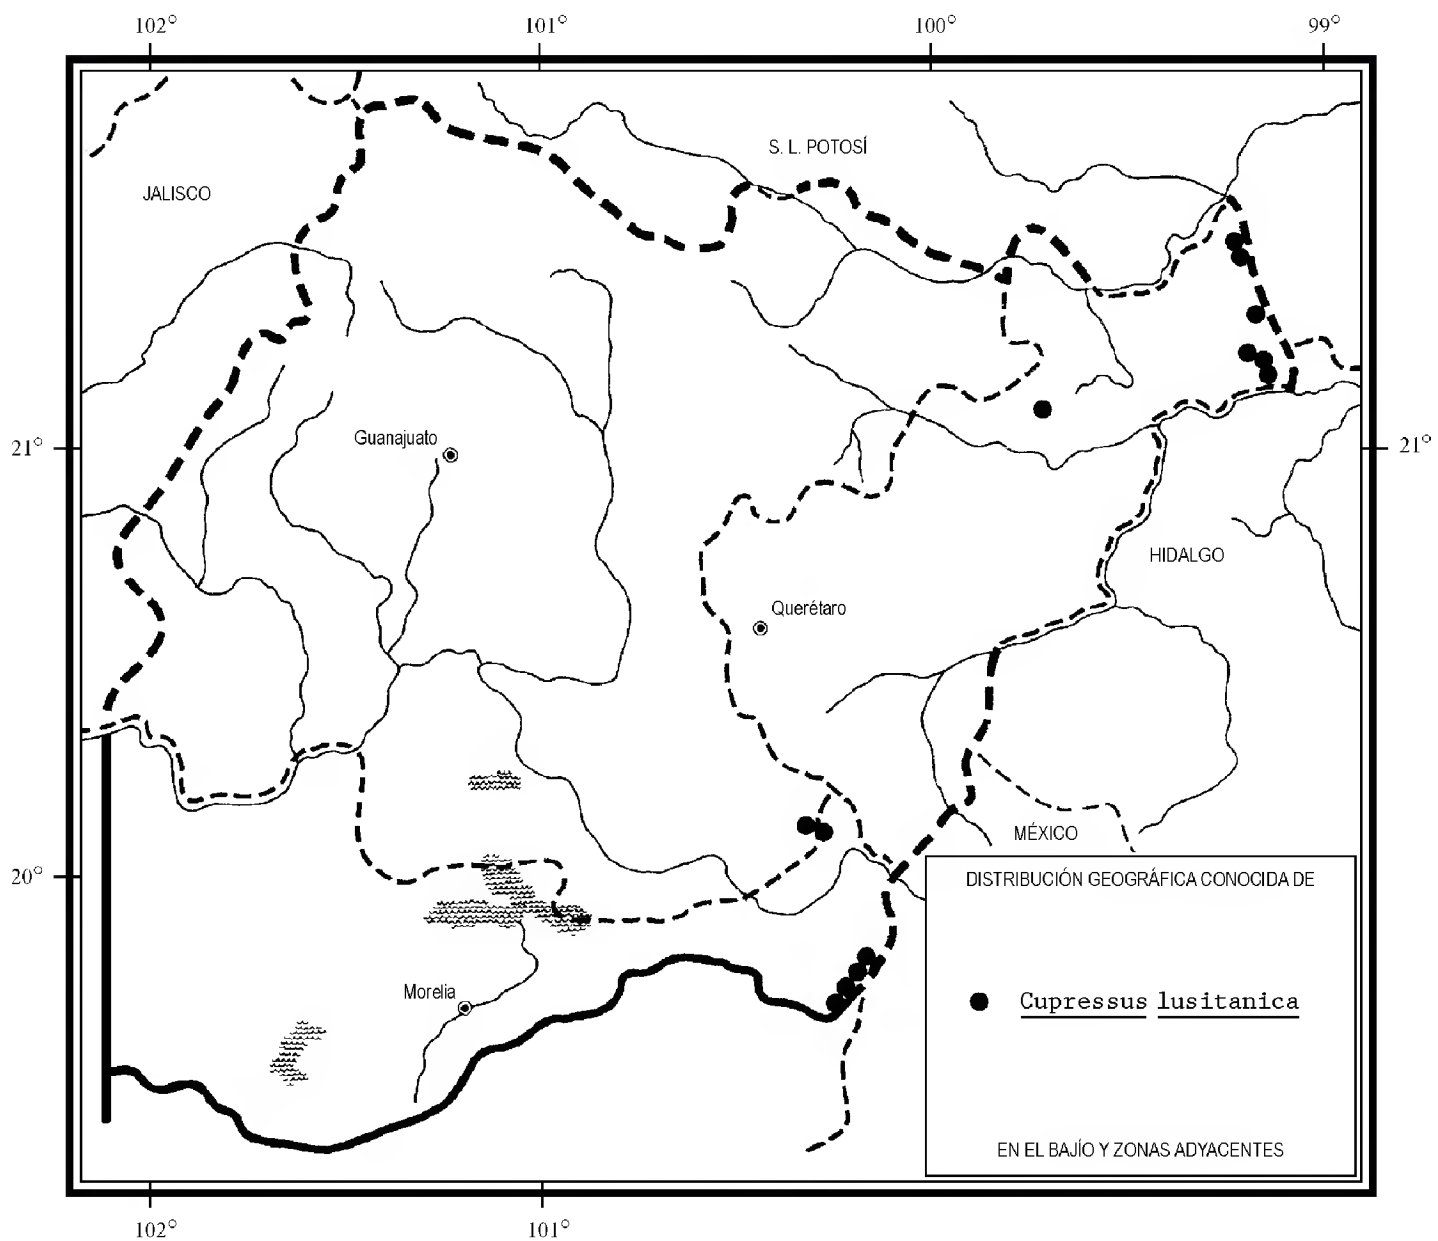 102° 101° 100° 99°
S. L. POTOSÍ
JALISCO
Guanajuato
21° 21°
HIDALGO
Querétaro
MÉXICO
20°
DISTRIBUCIÓN GEOGRÁFICA CONOCIDA DE
Morelia
Cupressus lusitanica
EN EL BAJÍO Y ZONAS ADYACENTES
102° 101°